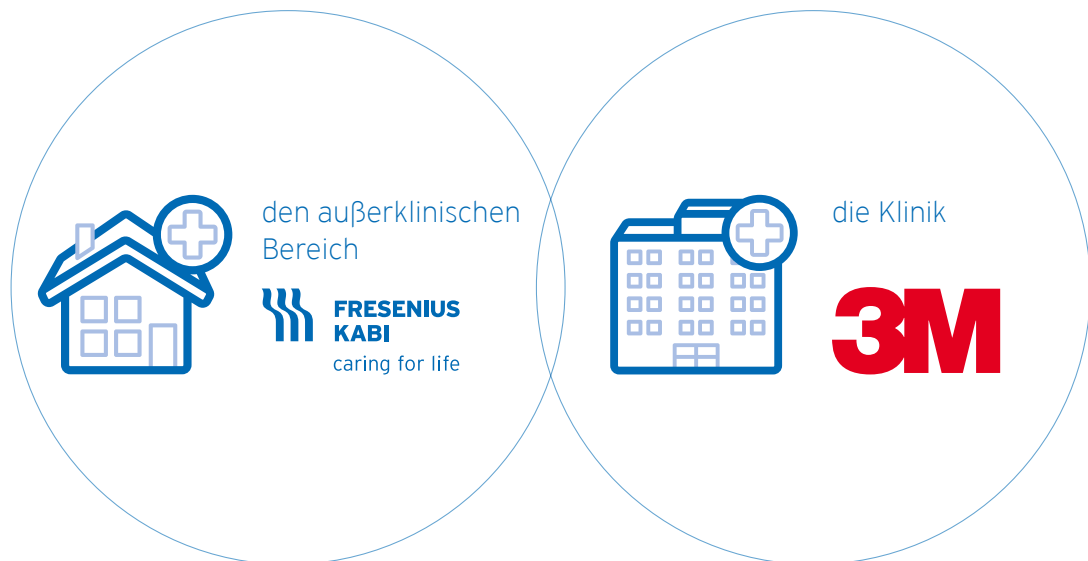 den außerklinischen
Bereich
FRESENIUS
KABI
caring for life
die Klinik
3M